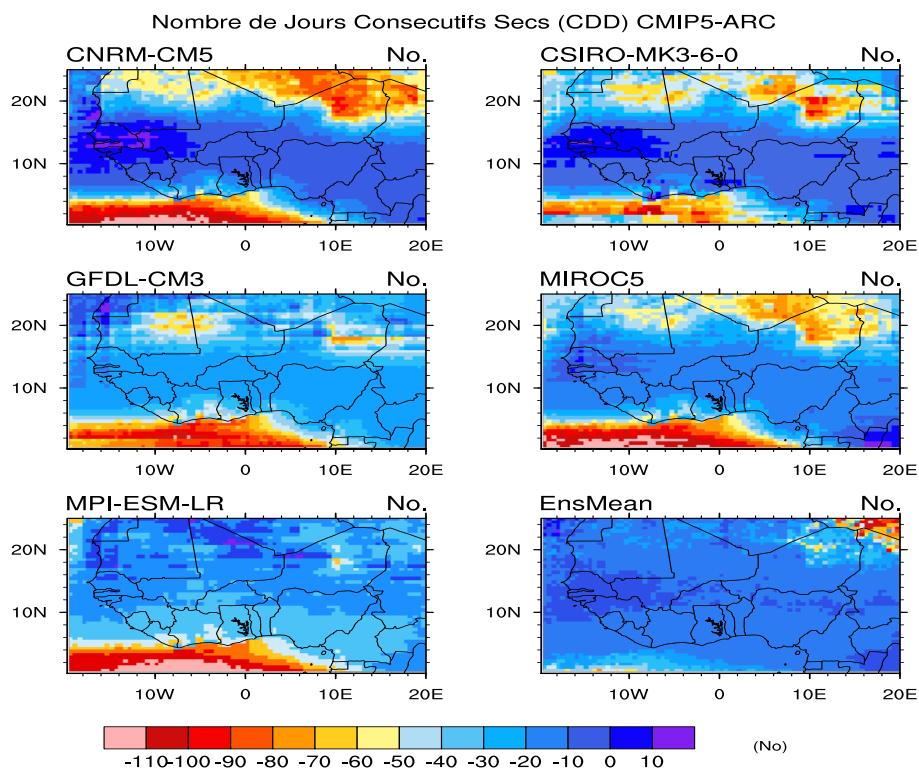 Nombre de Jours Consecutifs Secs (CDD) CMIP5-ARC
CNRM-CM5 No.
20N
10N
10W 0 10E 20E
CSIRO-MK3-6-0 No.
20N
10N
10W 0 10E 20E
GFDL-CM3 No.
20N
10N
10W 0 10E 20E
MIROC5 No.
20N
10N
10W 0 10E 20E
MPI-ESM-LR No.
20N
10N
10W 0 10E 20E
EnsMean No.
20N
10N
10W 0 10E 20E
-110 -100 -90 -80 -70 -60 -50 -40 -30 -20 -10 0 10 (No)